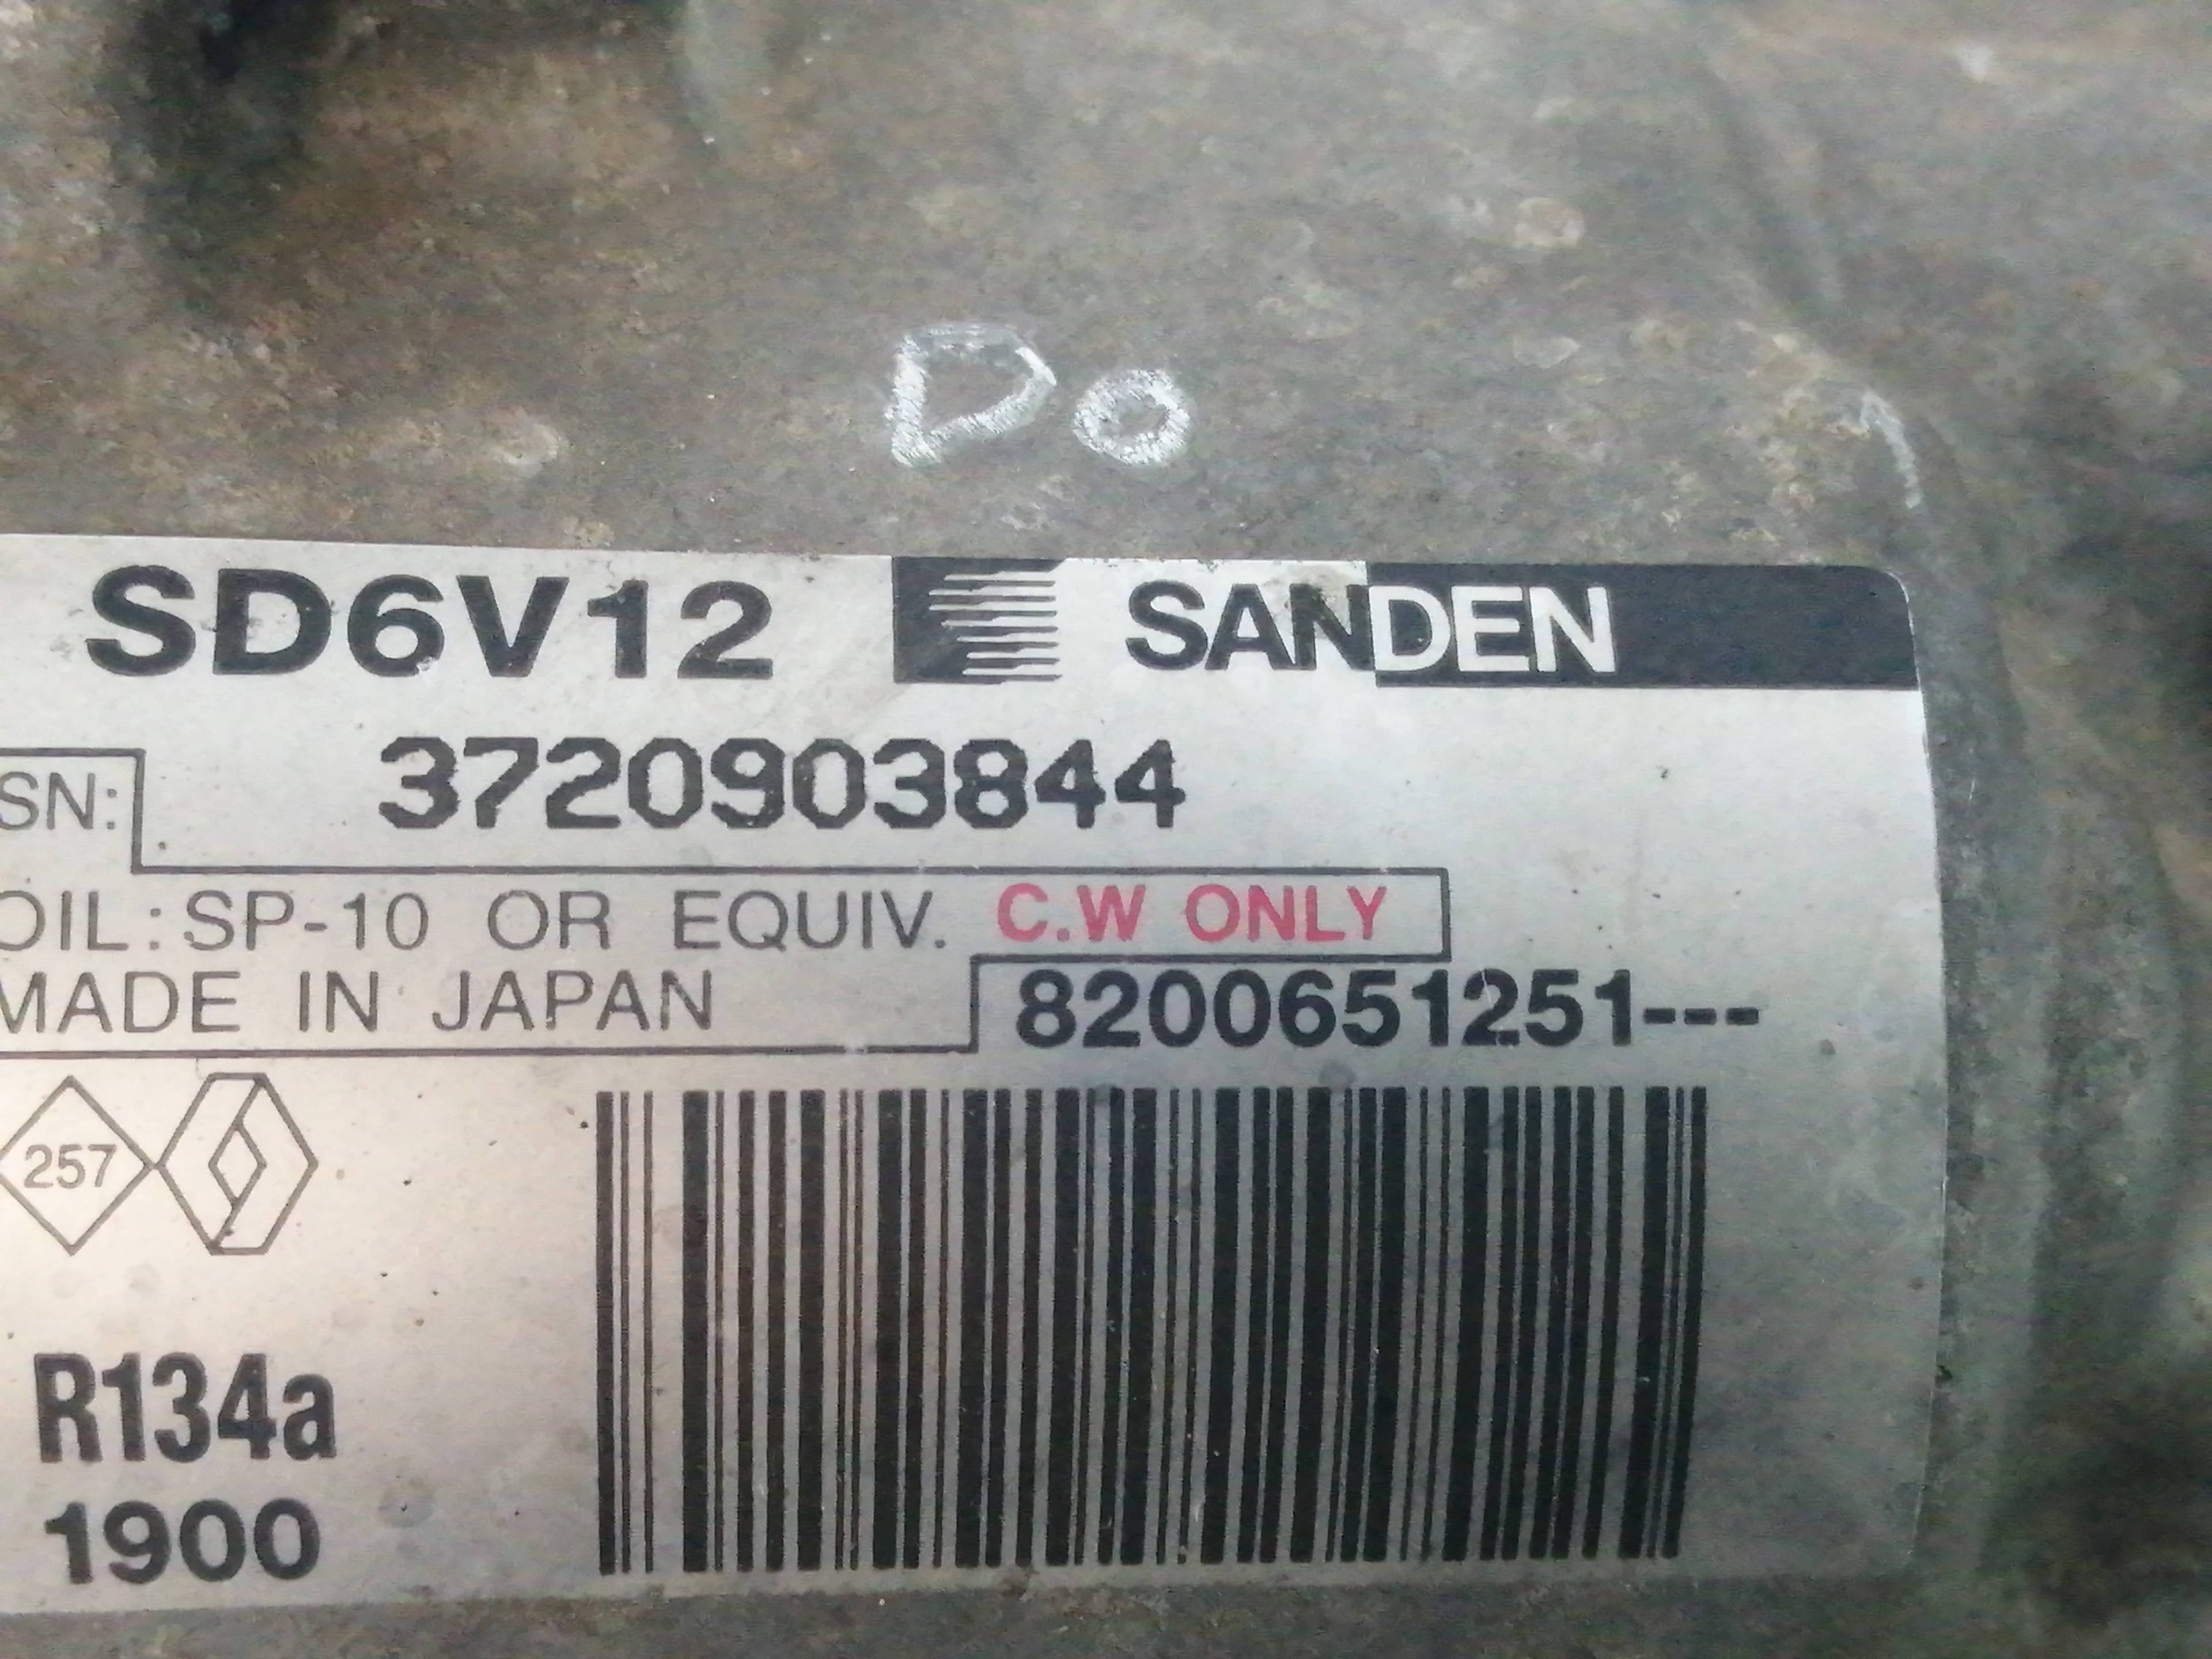 Do
SD6V12 SANDEN
SN: 3720903844
OIL: SP-10 OR EQUIV. C.W ONLY
MADE IN JAPAN 8200651251---
257
R134a
1900